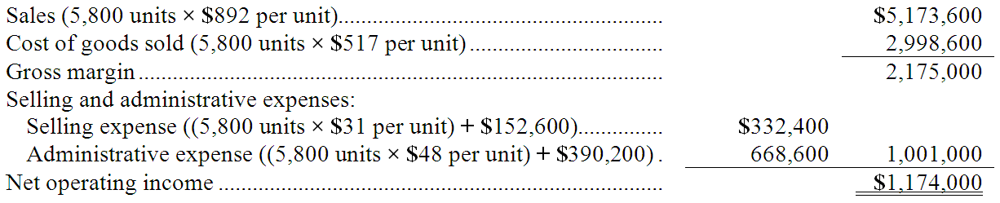 Sales (5,800 units × $892 per unit)...................................................... $5,173,600
Cost of goods sold (5,800 units × $517 per unit)................................. 2,998,600
Gross margin......................................................................................... 2,175,000
Selling and administrative expenses:
Selling expense ((5,800 units × $31 per unit) + $152,600)............... $332,400
Administrative expense ((5,800 units × $48 per unit) + $390,200). 668,600 1,001,000
Net operating income........................................................................... $1,174,000